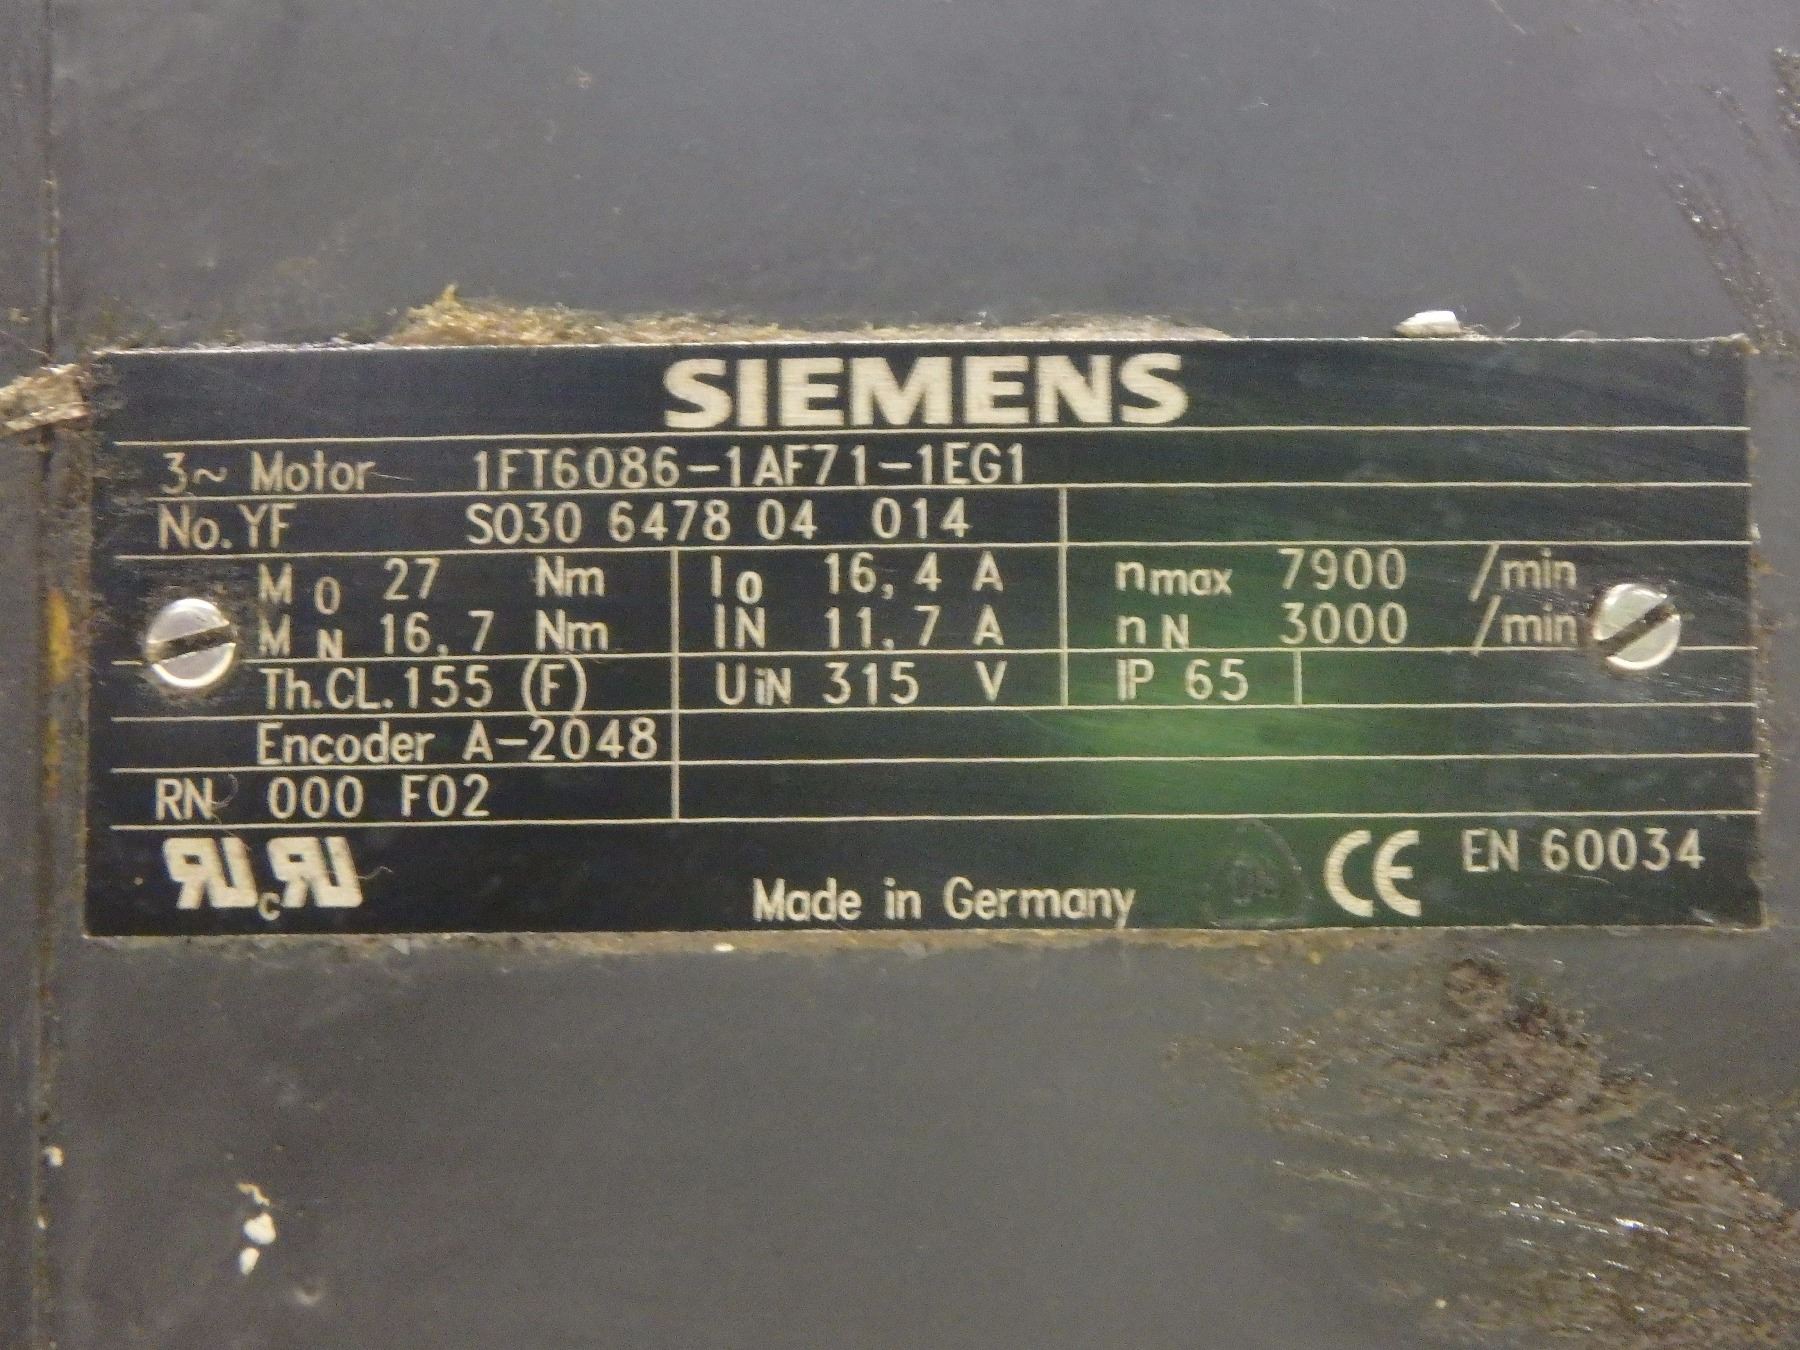 SIEMENS
3~ Motor 1FT6086-1AF71-1EG1
No. YF S030 6478 04 014
M0 27 Nm I0 16,4 A nmax 7900 /min
MN 16,7 Nm IN 11,7 A nN 3000 /min
Th.CL.155 (F) UiN 315 V IP 65
Encoder A-2048
RN 000 F02
RU cRU
Made in Germany CE EN 60034